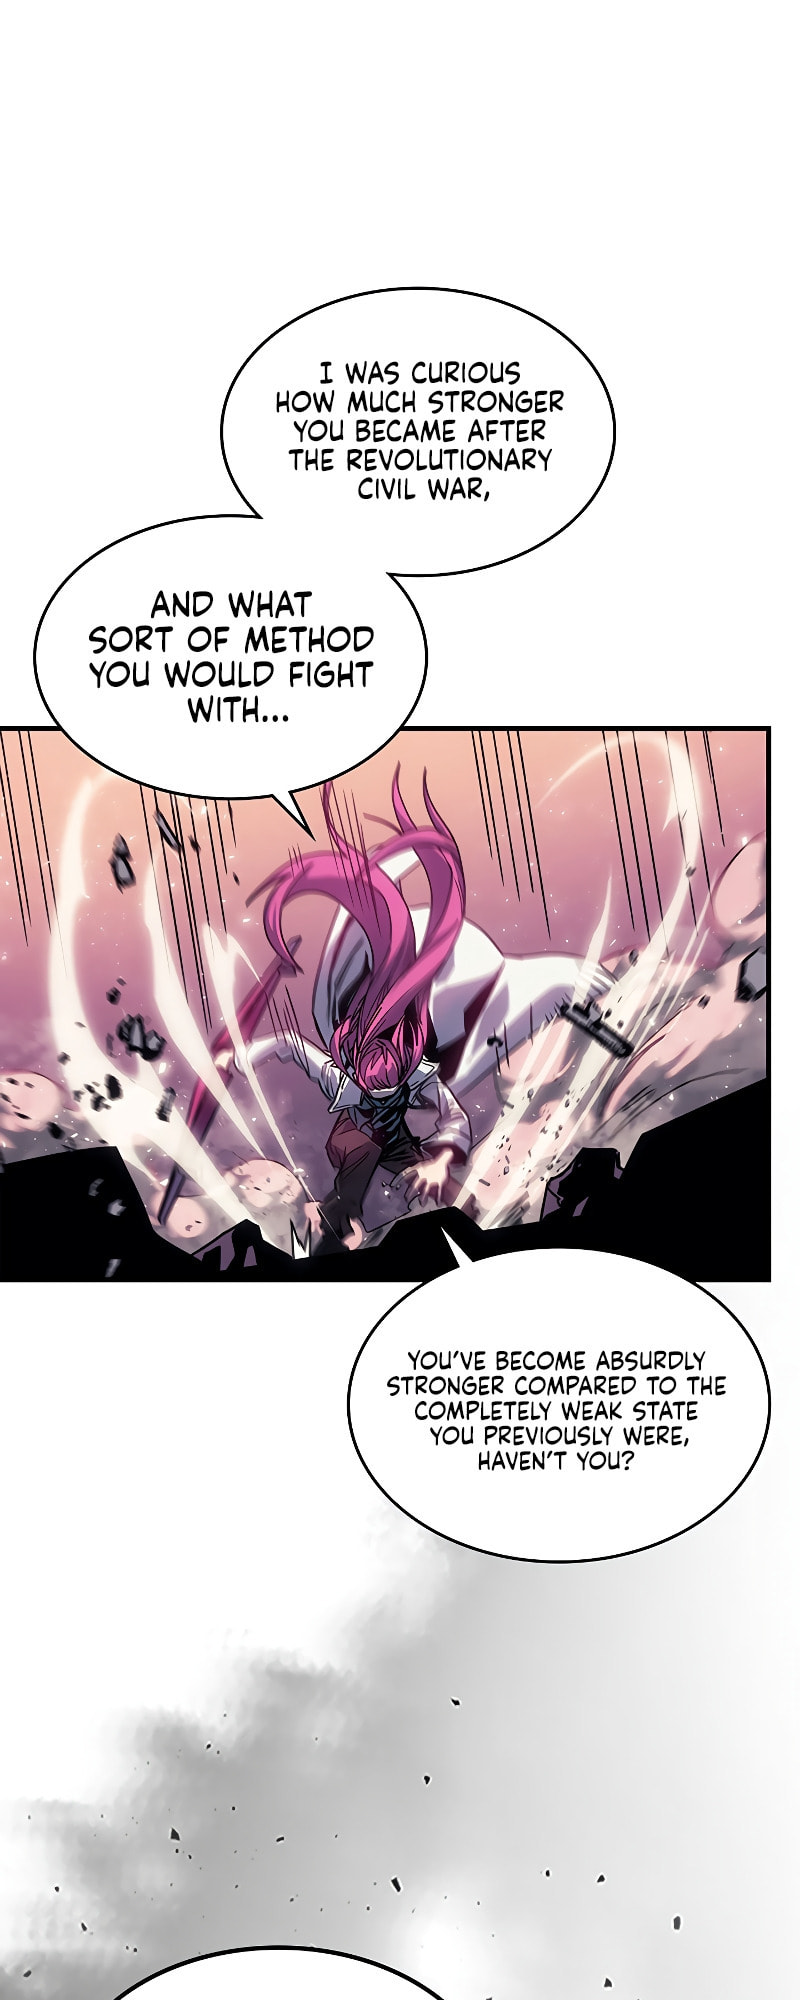 I WAS CURIOUS
HOW MUCH STRONGER
YOU BECAME AFTER
THE REVOLUTIONARY
CIVIL WAR,
AND WHAT
SORT OF METHOD
YOU WOULD FIGHT
WITH...
YOU'VE BECOME ABSURDLY
STRONGER COMPARED TO THE
COMPLETELY WEAK STATE
YOU PREVIOUSLY WERE,
HAVEN'T YOU?